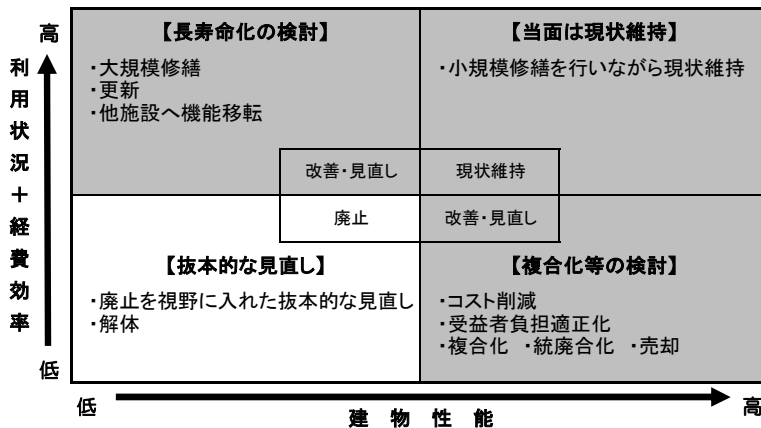 高
利用状況＋経費効率
低
【長寿命化の検討】
・大規模修繕
・更新
・他施設へ機能移転
【当面は現状維持】
・小規模修繕を行いながら現状維持
改善・見直し
現状維持
廃止
改善・見直し
【抜本的な見直し】
・廃止を視野に入れた抜本的な見直し
・解体
【複合化等の検討】
・コスト削減
・受益者負担適正化
・複合化 ・統廃合化 ・売却
低
建物性能
高